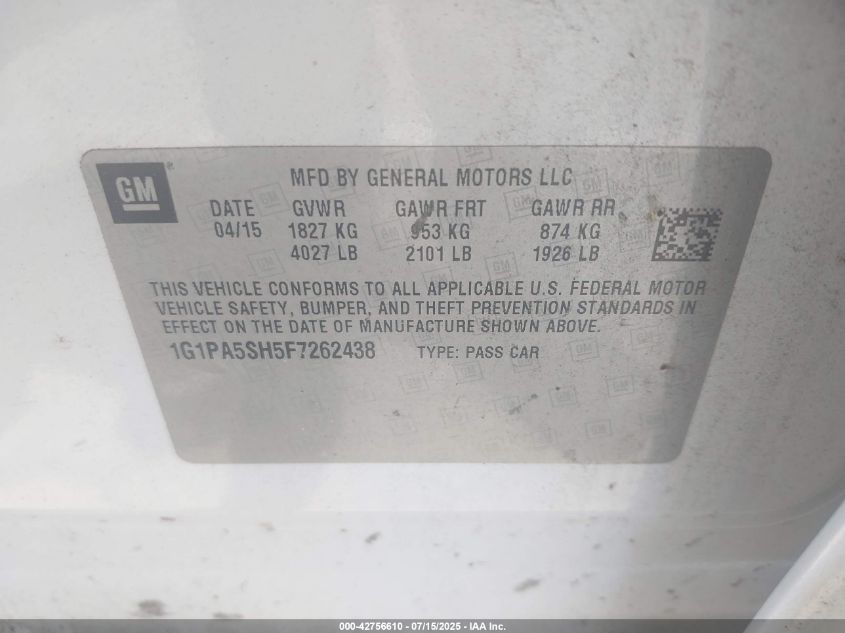 GM
MFD BY GENERAL MOTORS LLC
DATE GVWR GAWR FRT GAWR RR
04/15 1827 KG 953 KG 874 KG
4027 LB 2101 LB 1926 LB
THIS VEHICLE CONFORMS TO ALL APPLICABLE U.S. FEDERAL MOTOR
VEHICLE SAFETY, BUMPER, AND THEFT PREVENTION STANDARDS IN
EFFECT ON THE DATE OF MANUFACTURE SHOWN ABOVE.
1G1PA5SH5F7262438 TYPE: PASS CAR
000-42756610 - 07/15/2025 - IAA Inc.